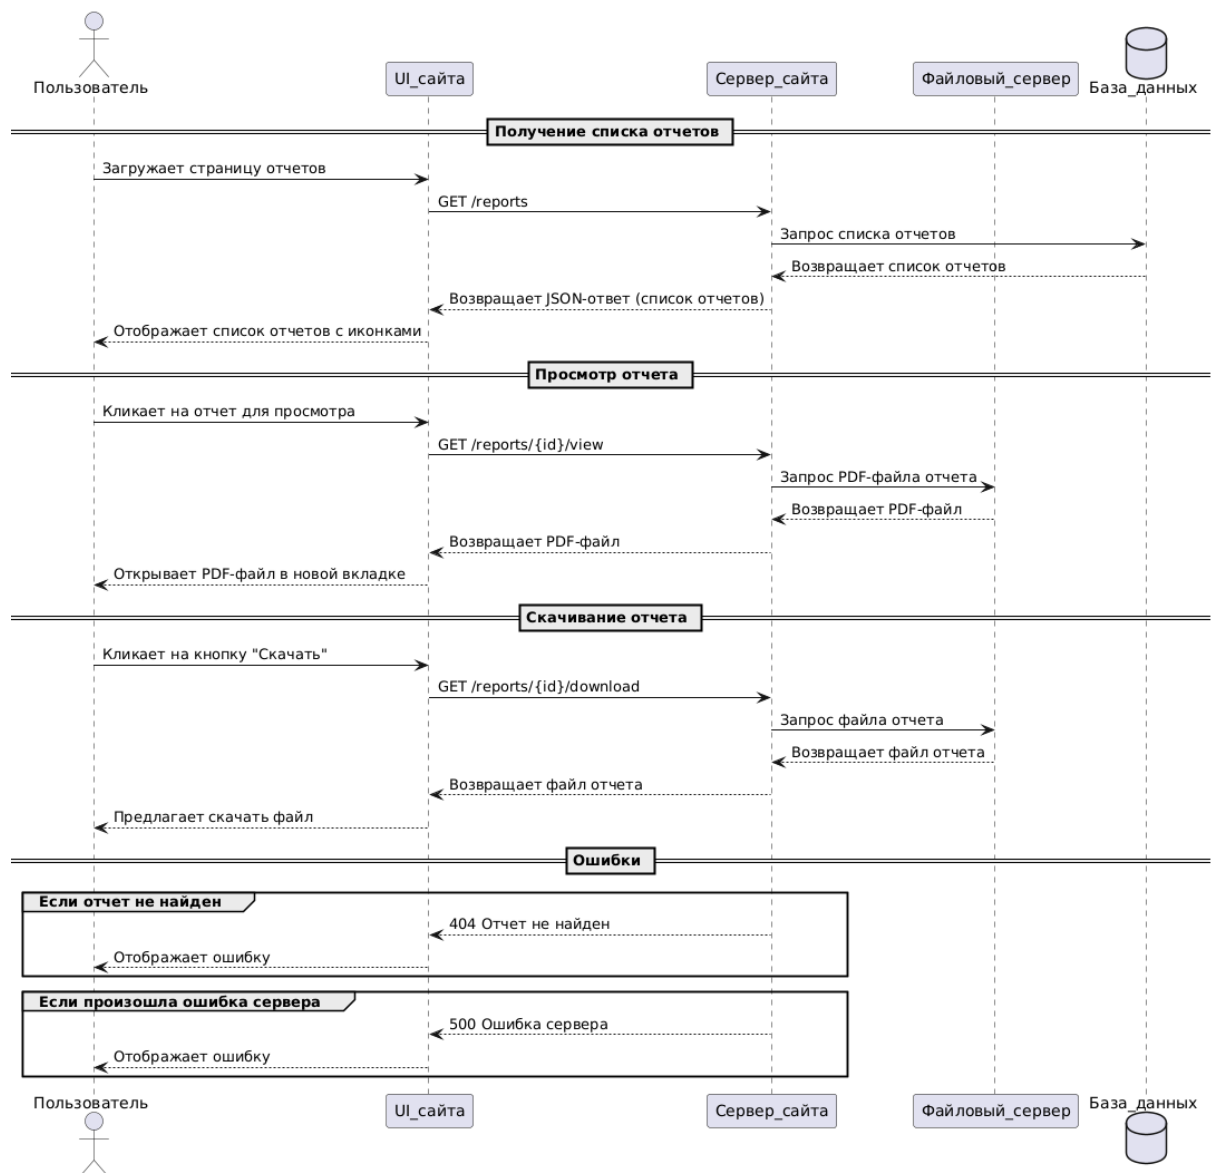 Пользователь
UI_сайта
Сервер_сайта
Файловый_сервер
База_данных
Получение списка отчетов
Загружает страницу отчетов
GET /reports
Запрос списка отчетов
Возвращает список отчетов
Возвращает JSON-ответ (список отчетов)
Отображает список отчетов с иконками
Просмотр отчета
Кликает на отчет для просмотра
GET /reports/{id}/view
Запрос PDF-файла отчета
Возвращает PDF-файл
Возвращает PDF-файл
Открывает PDF-файл в новой вкладке
Скачивание отчета
Кликает на кнопку "Скачать"
GET /reports/{id}/download
Запрос файла отчета
Возвращает файл отчета
Возвращает файл отчета
Предлагает скачать файл
Ошибки
Если отчет не найден
404 Отчет не найден
Отображает ошибку
Если произошла ошибка сервера
500 Ошибка сервера
Отображает ошибку
Пользователь
UI_сайта
Сервер_сайта
Файловый_сервер
База_данных